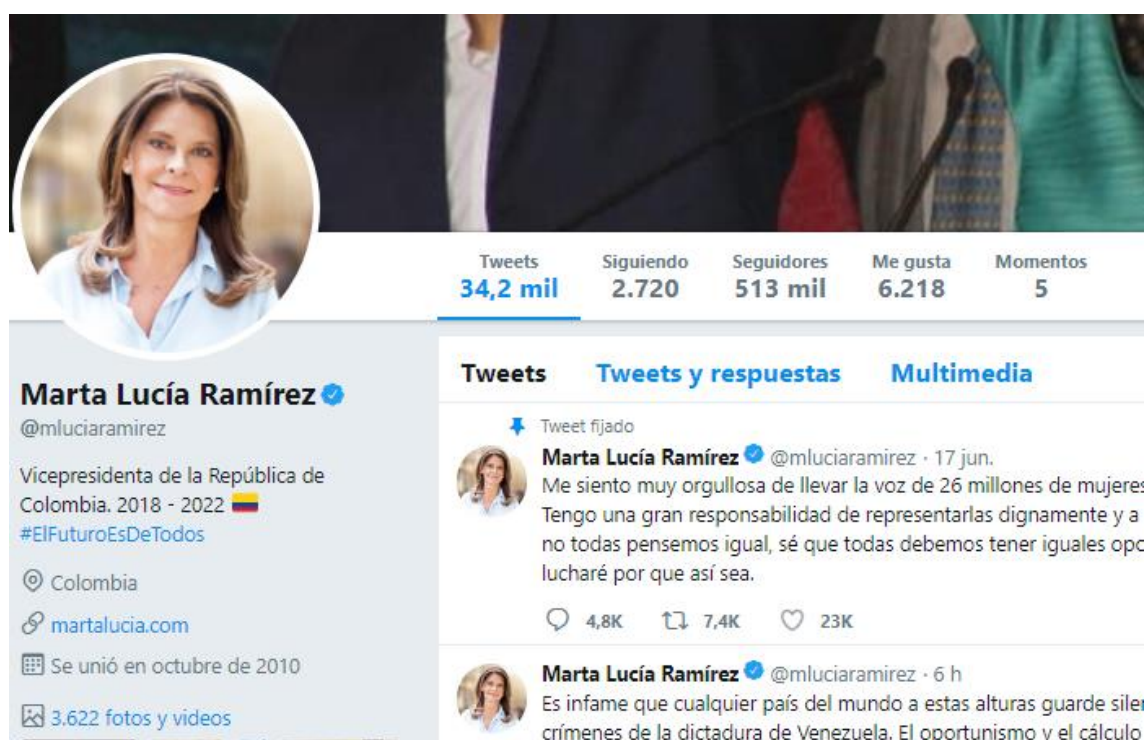 Tweets Siguiendo Seguidores Me gusta Momentos
34,2 mil 2.720 513 mil 6.218 5
Marta Lucía Ramírez
@mluciaramirez
Vicepresidenta de la República de
Colombia. 2018 - 2022
#ElFuturoEsDeTodos
Colombia
martalucia.com
Se unió en octubre de 2010
3.622 fotos y videos
Tweets Tweets y respuestas Multimedia
Tweet fijado
Marta Lucía Ramírez @mluciaramirez · 17 jun.
Me siento muy orgullosa de llevar la voz de 26 millones de mujeres
Tengo una gran responsabilidad de representarlas dignamente y a
no todas pensemos igual, sé que todas debemos tener iguales opo
lucharé por que así sea.
4,8K 7,4K 23K
Marta Lucía Ramírez @mluciaramirez · 6 h
Es infame que cualquier país del mundo a estas alturas guarde siler
crímenes de la dictadura de Venezuela. El oportunismo y el cálculo